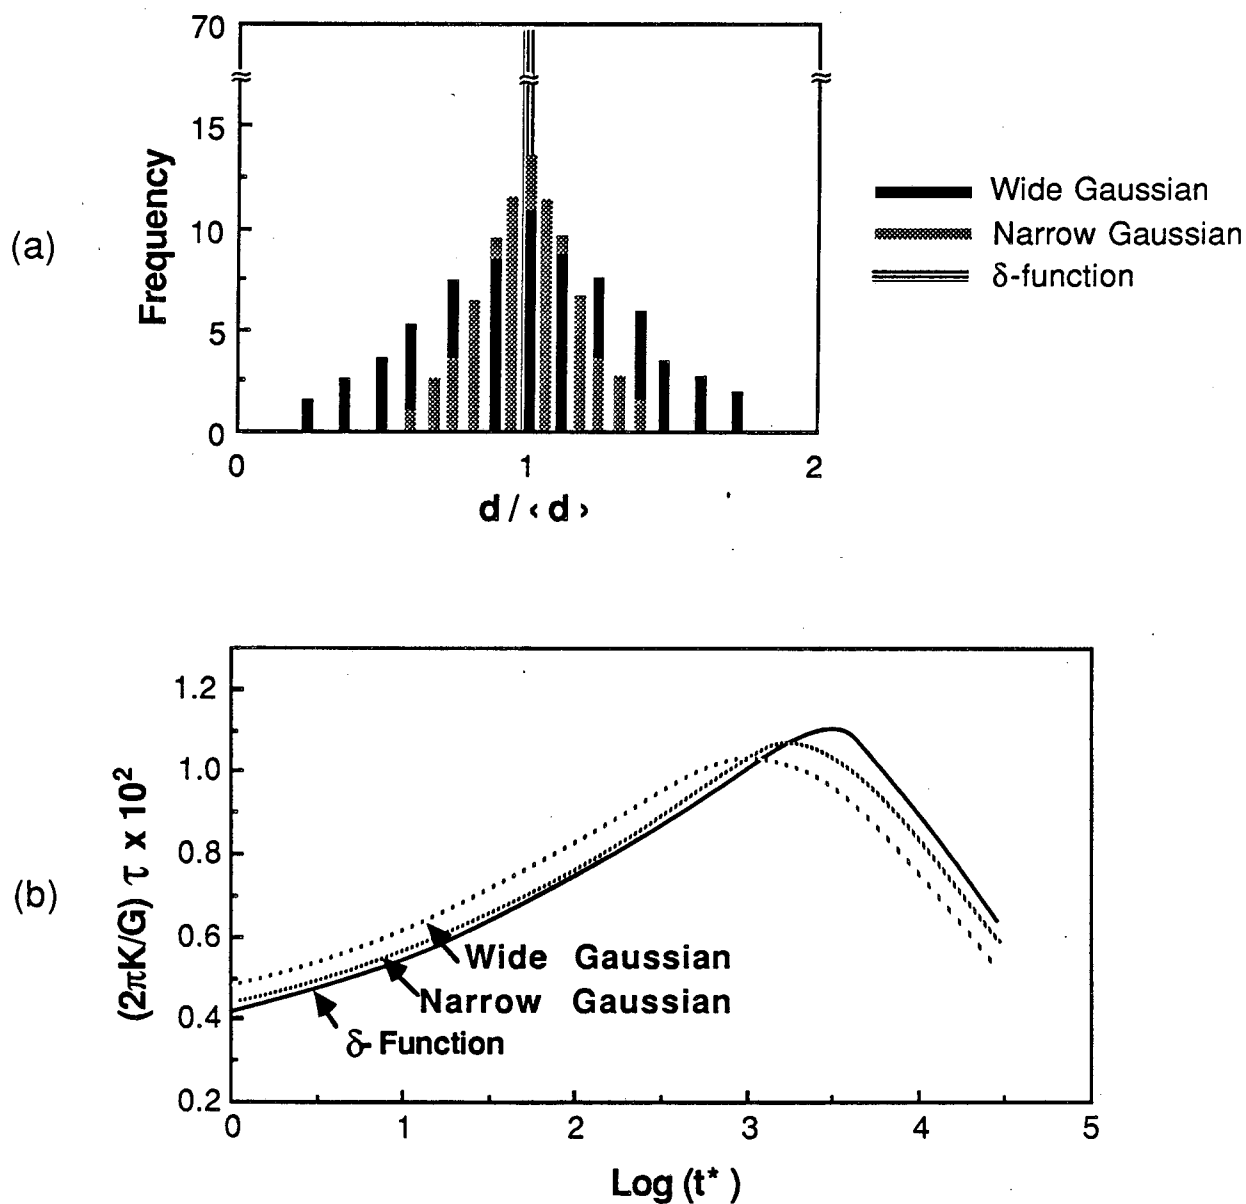 70
15
10
5
0
Frequency
(a)
0 1 2
d / ‹ d ›
Wide Gaussian
Narrow Gaussian
δ-function
1.2
1.0
0.8
0.6
0.4
0.2
(2πK/G) τ x 10²
(b)
Wide Gaussian
Narrow Gaussian
δ- Function
0 1 2 3 4 5
Log (t*)